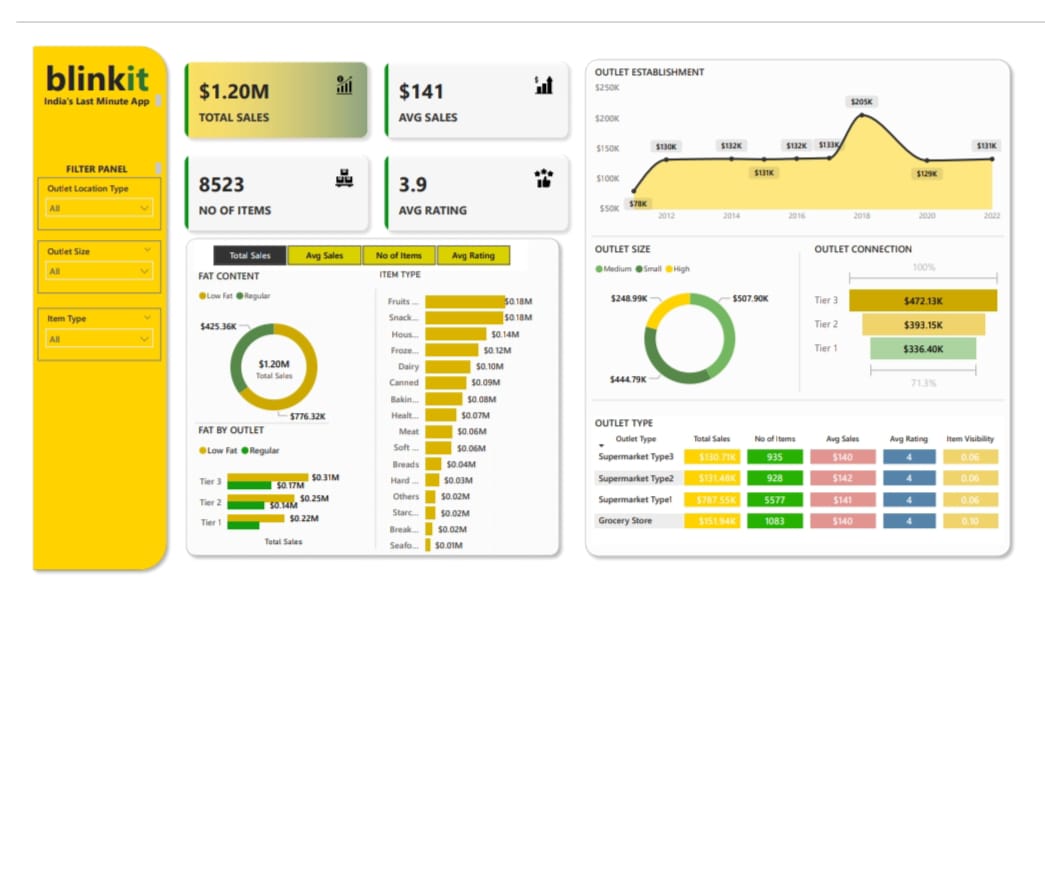 blinkit
India's Last Minute App
FILTER PANEL
Outlet Location Type
All
Outlet Size
All
Item Type
All
$1.20M
TOTAL SALES
$141
AVG SALES
8523
NO OF ITEMS
3.9
AVG RATING
Total Sales Avg Sales No of Items Avg Rating
FAT CONTENT
Low Fat Regular
$425.36K
$1.20M
Total Sales
$776.32K
FAT BY OUTLET
Low Fat Regular
Tier 3 $0.31M
$0.17M
Tier 2 $0.25M
$0.14M
Tier 1 $0.22M
Total Sales
ITEM TYPE
Fruits ... $0.18M
Snack... $0.18M
Hous... $0.14M
Froze... $0.12M
Dairy $0.10M
Canned $0.09M
Bakin... $0.08M
Healt... $0.07M
Meat $0.06M
Soft ... $0.06M
Breads $0.04M
Hard ... $0.03M
Others $0.02M
Starc... $0.02M
Break... $0.02M
Seafo... $0.01M
OUTLET ESTABLISHMENT
$250K
$200K
$150K
$100K
$50K
$78K
$130K
$132K
$131K
$132K
$133K
$205K
$129K
$131K
2012 2014 2016 2018 2020 2022
OUTLET SIZE
Medium Small High
$248.99K
$507.90K
$444.79K
OUTLET CONNECTION
100%
Tier 3 $472.13K
Tier 2 $393.15K
Tier 1 $336.40K
71.3%
OUTLET TYPE
Outlet Type Total Sales No of Items Avg Sales Avg Rating Item Visibility
Supermarket Type3 $130.71K 935 $140 4 0.06
Supermarket Type2 $131.48K 928 $142 4 0.06
Supermarket Type1 $787.55K 5577 $141 4 0.06
Grocery Store $151.94K 1083 $140 4 0.10